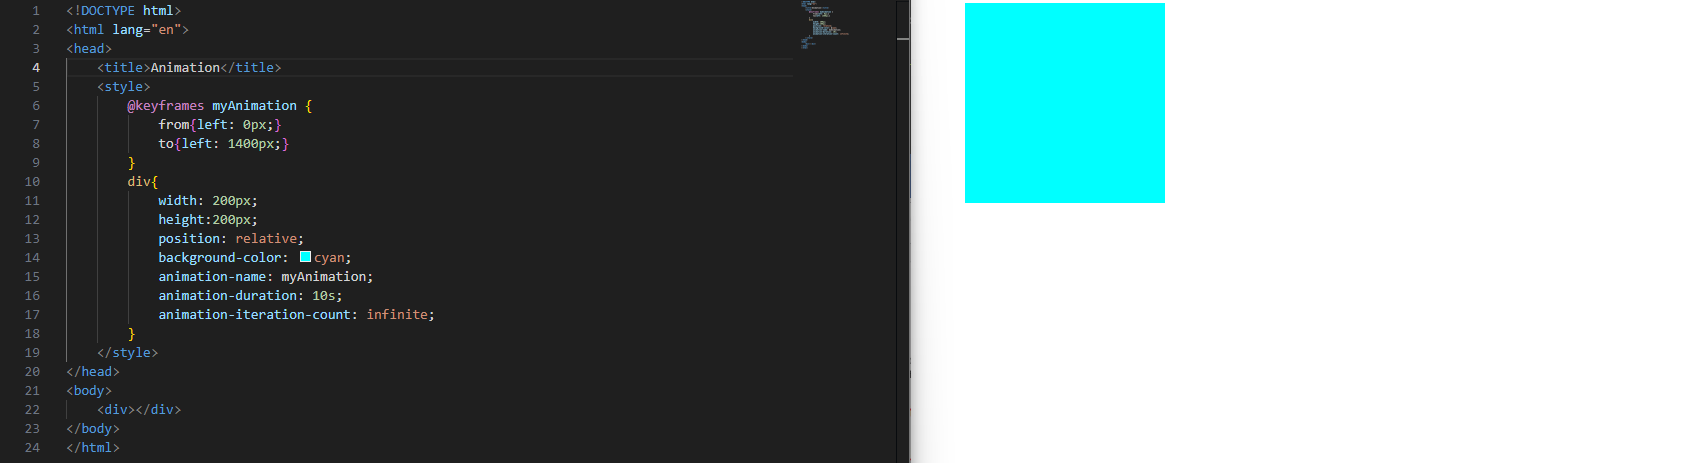 1 <!DOCTYPE html>
2 <html lang="en">
3 <head>
4     <title>Animation</title>
5     <style>
6         @keyframes myAnimation {
7             from{left: 0px;}
8             to{left: 1400px;}
9         }
10         div{
11             width: 200px;
12             height:200px;
13             position: relative;
14             background-color: cyan;
15             animation-name: myAnimation;
16             animation-duration: 10s;
17             animation-iteration-count: infinite;
18         }
19     </style>
20 </head>
21 <body>
22     <div></div>
23 </body>
24 </html>